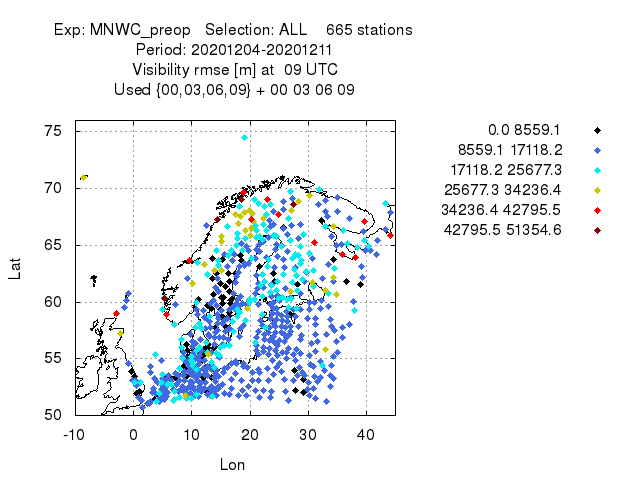 Exp: MNWC_preop Selection: ALL 665 stations
Period: 20201204-20201211
Visibility rmse [m] at 09 UTC
Used {00,03,06,09} + 00 03 06 09
0.0 8559.1
8559.1 17118.2
17118.2 25677.3
25677.3 34236.4
34236.4 42795.5
42795.5 51354.6
75
70
65
60
55
50
Lat
-10 0 10 20 30 40
Lon